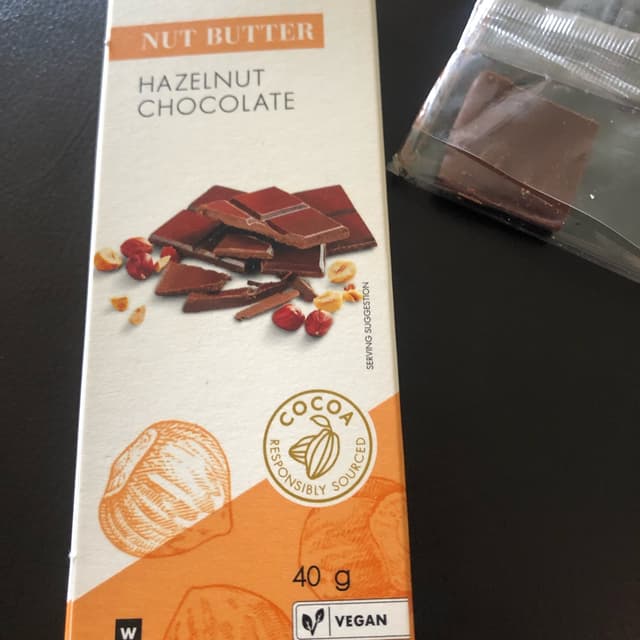 NUT BUTTER
HAZELNUT
CHOCOLATE
SERVING SUGGESTION
COCOA
RESPONSIBLY SOURCED
40 g
W
VEGAN